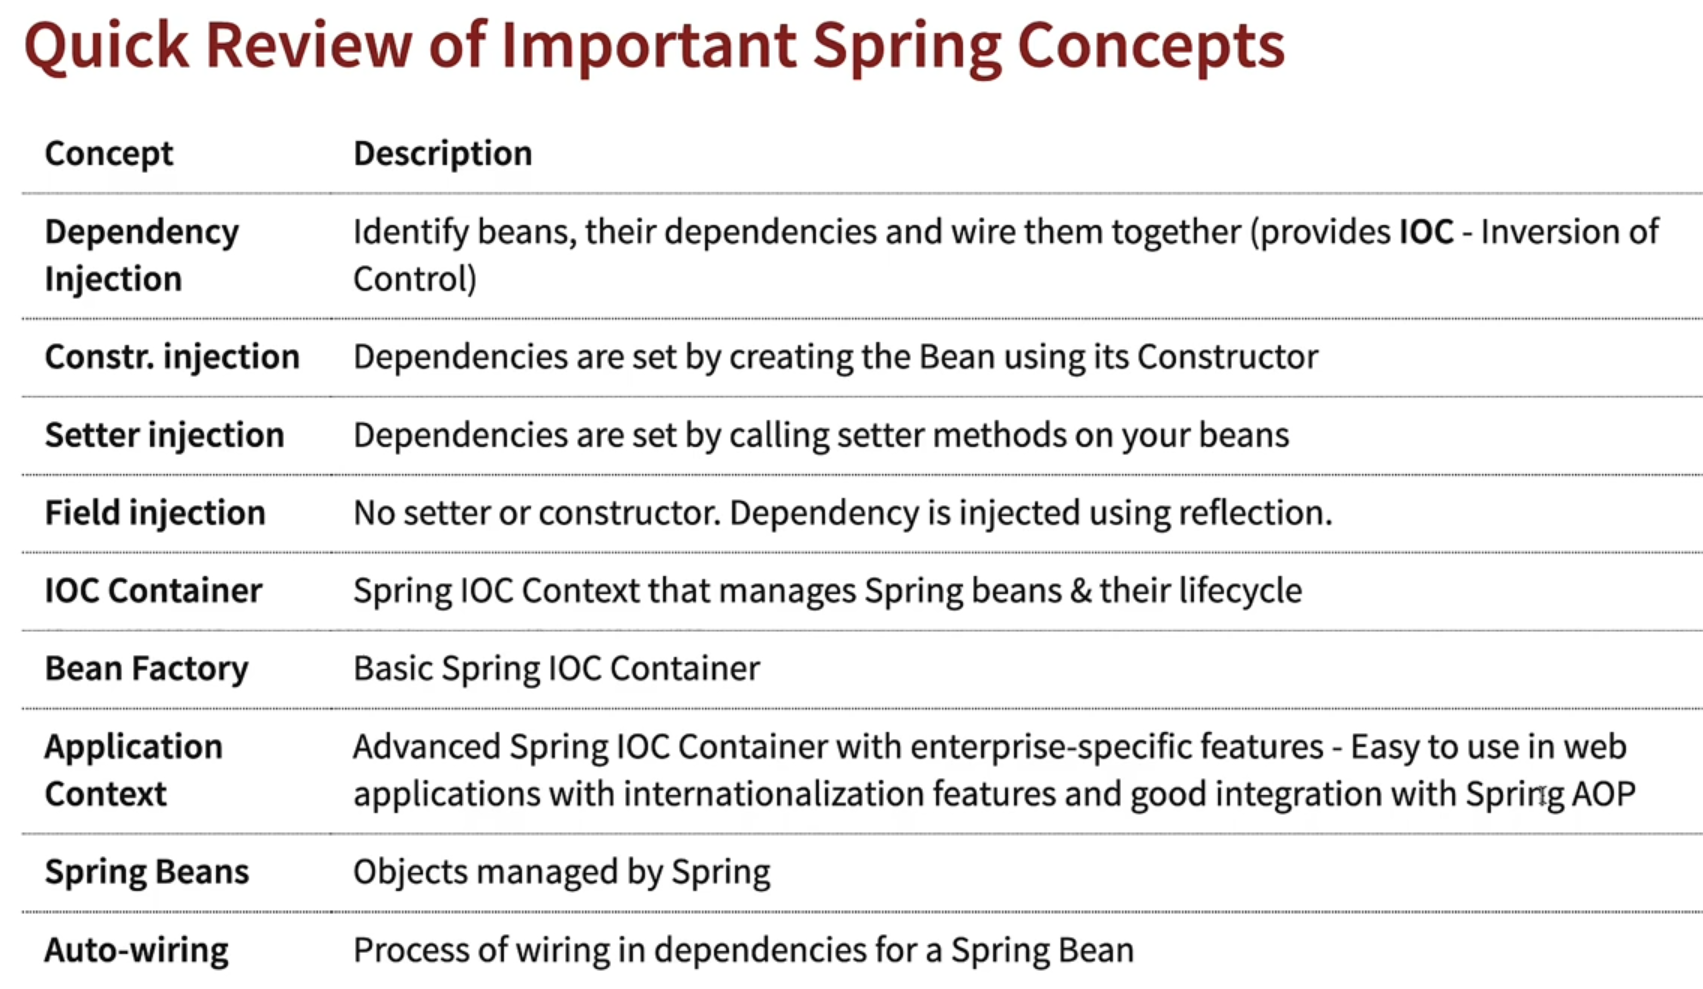 Quick Review of Important Spring Concepts
Concept Description
Dependency Injection Identify beans, their dependencies and wire them together (provides IOC - Inversion of Control)
Constr. injection Dependencies are set by creating the Bean using its Constructor
Setter injection Dependencies are set by calling setter methods on your beans
Field injection No setter or constructor. Dependency is injected using reflection.
IOC Container Spring IOC Context that manages Spring beans & their lifecycle
Bean Factory Basic Spring IOC Container
Application Context Advanced Spring IOC Container with enterprise-specific features - Easy to use in web applications with internationalization features and good integration with Spring AOP
Spring Beans Objects managed by Spring
Auto-wiring Process of wiring in dependencies for a Spring Bean